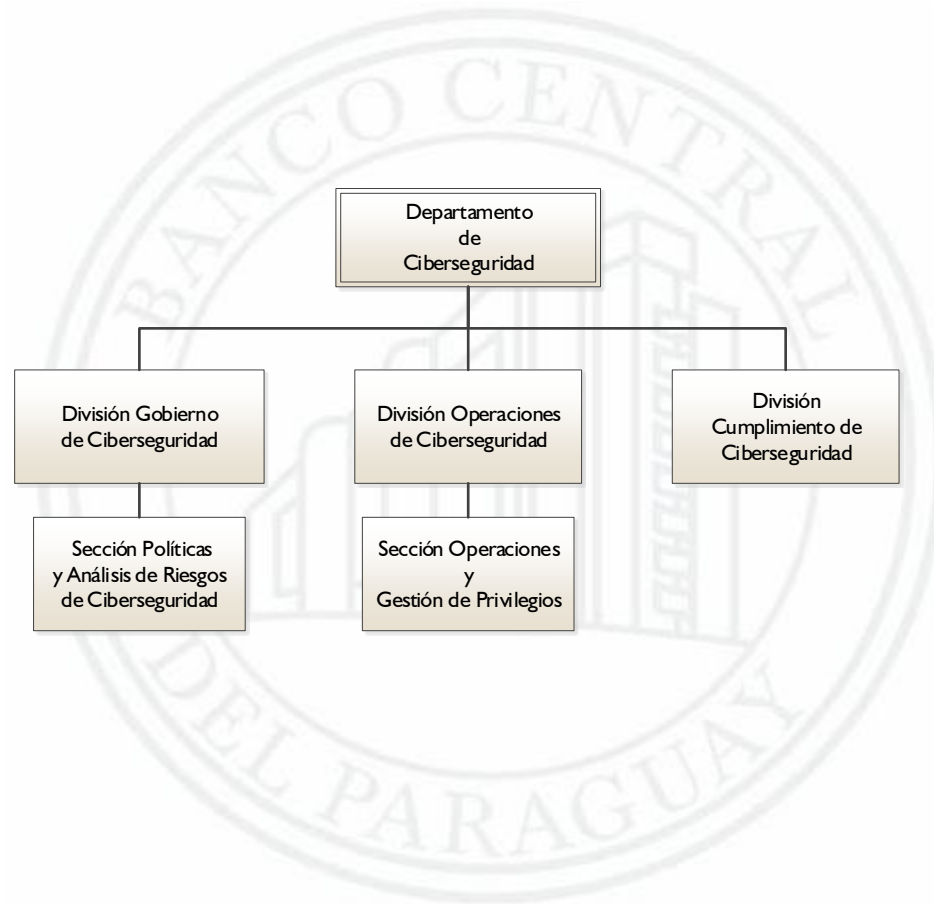 BANCO CENTRAL
DEL PARAGUAY
Departamento
de
Ciberseguridad
División Gobierno
de Ciberseguridad
División Operaciones
de Ciberseguridad
División
Cumplimiento de
Ciberseguridad
Sección Políticas
y Análisis de Riesgos
de Ciberseguridad
Sección Operaciones
y
Gestión de Privilegios